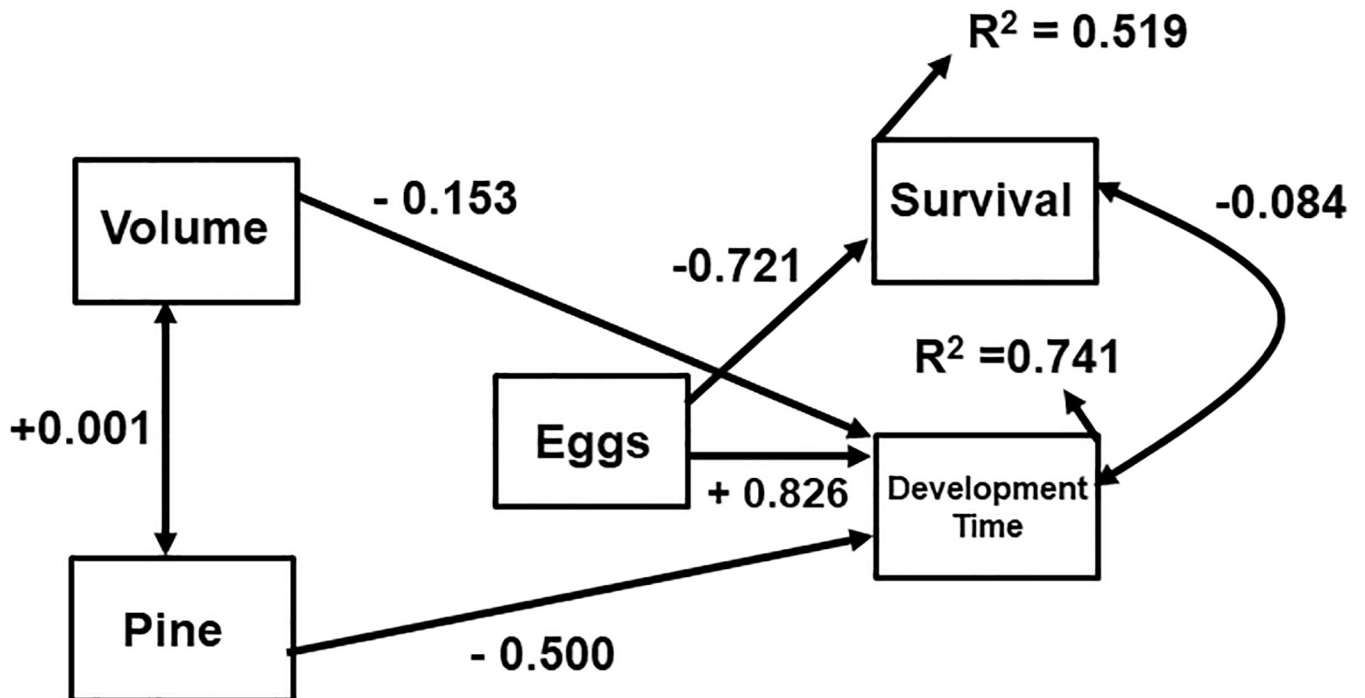 R² = 0.519
Volume
- 0.153
Survival
-0.084
-0.721
R² =0.741
+0.001
Eggs
+ 0.826
Development
Time
Pine
- 0.500